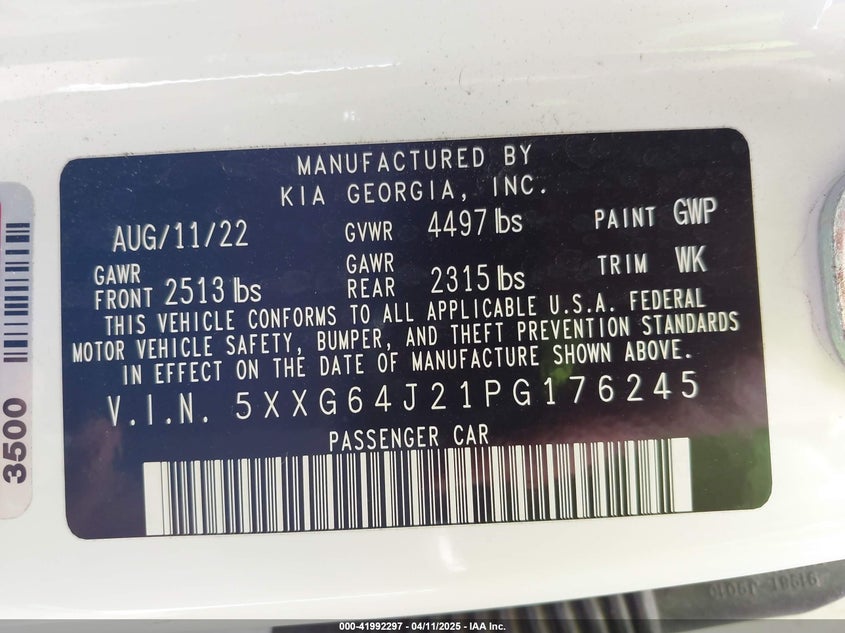 MANUFACTURED BY
KIA GEORGIA, INC.
AUG/11/22 GVWR 4497 lbs PAINT GWP
GAWR FRONT 2513 lbs GAWR REAR 2315 lbs TRIM WK
THIS VEHICLE CONFORMS TO ALL APPLICABLE U.S.A. FEDERAL
MOTOR VEHICLE SAFETY, BUMPER, AND THEFT PREVENTION STANDARDS
IN EFFECT ON THE DATE OF MANUFACTURE SHOWN ABOVE.
V.I.N. 5XXG64J21PG176245
PASSENGER CAR
3500
000-41992297 - 04/11/2025 - IAA Inc.